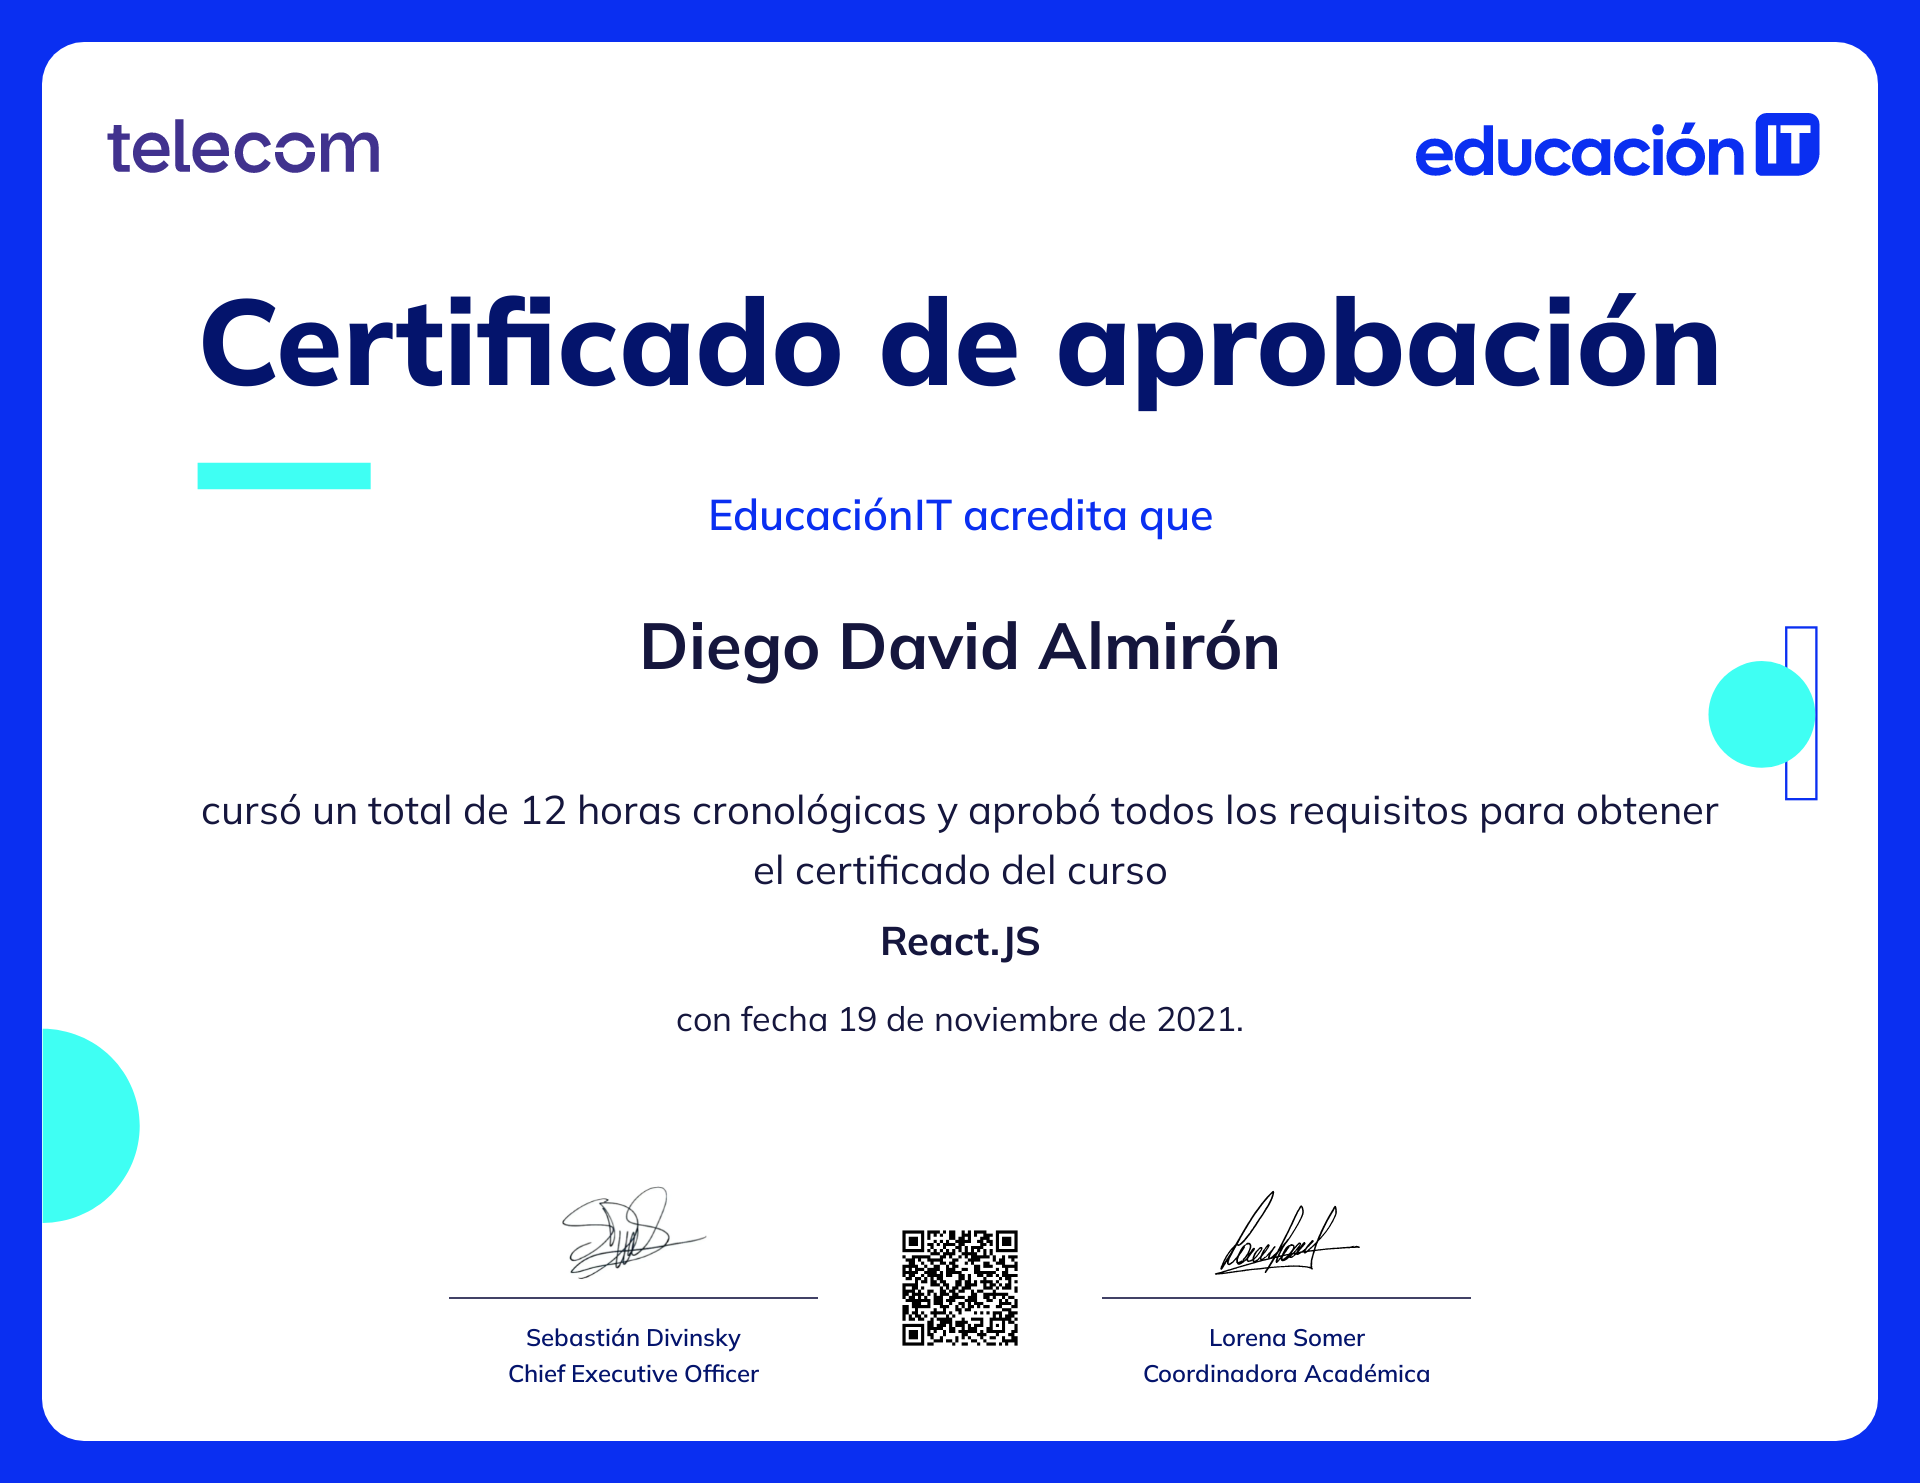 telecom
educaciónIT
Certificado de aprobación
EducaciónIT acredita que
Diego David Almirón
cursó un total de 12 horas cronológicas y aprobó todos los requisitos para obtener
el certificado del curso
React.JS
con fecha 19 de noviembre de 2021.
Sebastián Divinsky
Chief Executive Officer
Lorena Somer
Coordinadora Académica